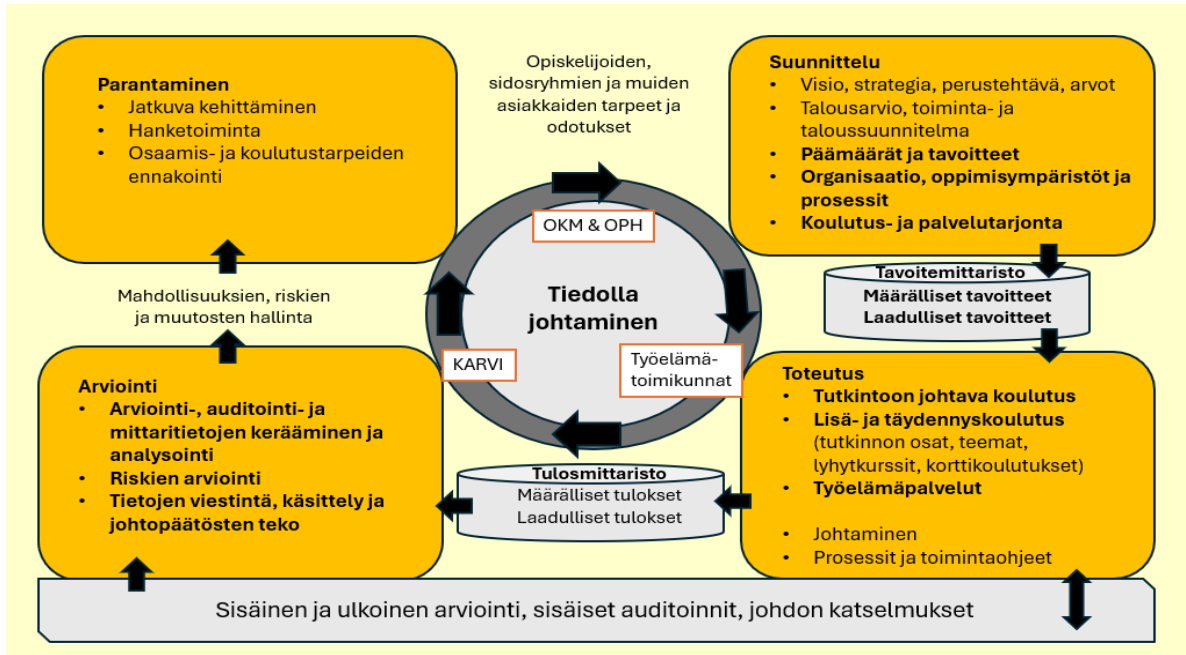 Parantaminen
• Jatkuva kehittäminen
• Hanketoiminta
• Osaamis- ja koulutustarpeiden
ennakointi
Opiskelijoiden,
sidosryhmien ja muiden
asiakkaiden tarpeet ja
odotukset
Suunnittelu
• Visio, strategia, perustehtävä, arvot
• Talousarvio, toiminta- ja
taloussuunnitelma
• Päämäärät ja tavoitteet
• Organisaatio, oppimisympäristöt ja
prosessit
• Koulutus- ja palvelutarjonta
OKM & OPH
Tiedolla
johtaminen
KARVI
Työelämä-
toimikunnat
Tavoitemittaristo
Määrälliset tavoitteet
Laadulliset tavoitteet
Mahdollisuuksien, riskien
ja muutosten hallinta
Arviointi
• Arviointi-, auditointi- ja
mittaritietojen kerääminen ja
analysointi
• Riskien arviointi
• Tietojen viestintä, käsittely ja
johtopäätösten teko
Tulosmittaristo
Määrälliset tulokset
Laadulliset tulokset
Toteutus
• Tutkintoon johtava koulutus
• Lisä- ja täydennyskoulutus
(tutkinnon osat, teemat,
lyhytkurssit, korttikoulutukset)
• Työelämäpalvelut
• Johtaminen
• Prosessit ja toimintaohjeet
Sisäinen ja ulkoinen arviointi, sisäiset auditoinnit, johdon katselmukset